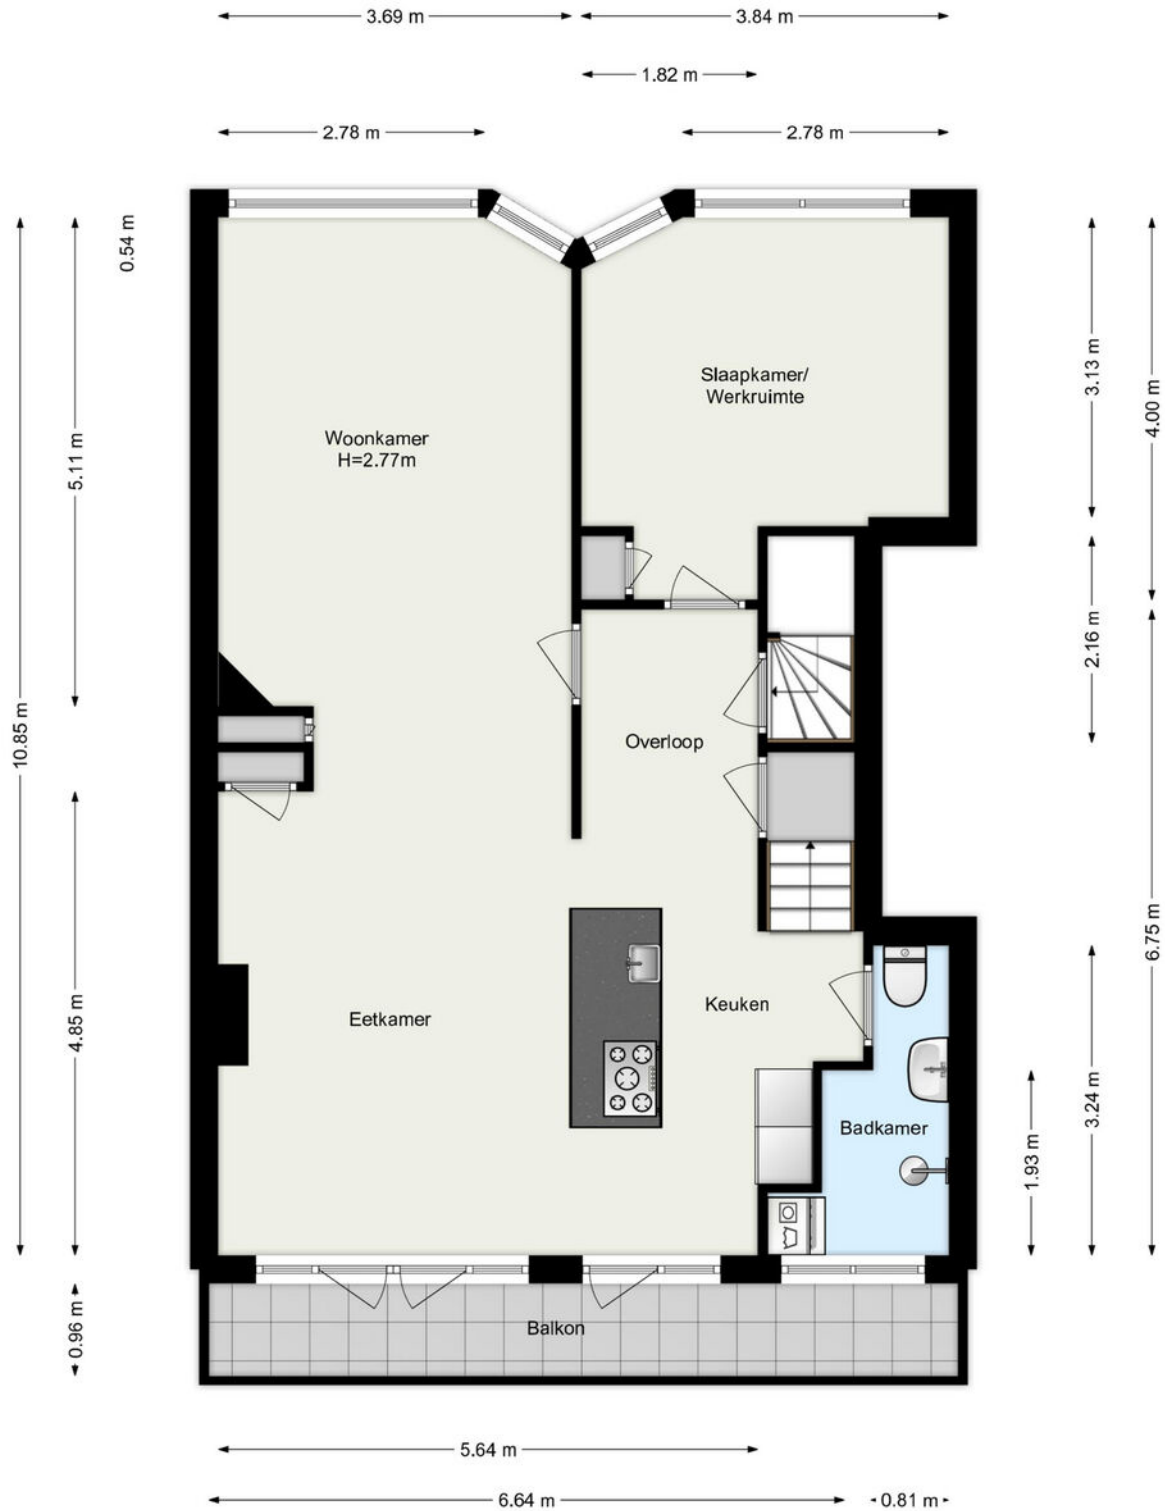 3.69 m
3.84 m
1.82 m
2.78 m
2.78 m
0.54 m
5.11 m
10.85 m
4.85 m
0.96 m
3.13 m
4.00 m
2.16 m
6.75 m
3.24 m
1.93 m
Slaapkamer/
Werkruimte
Woonkamer
H=2.77m
Overloop
Keuken
Eetkamer
Badkamer
Balkon
5.64 m
6.64 m
0.81 m